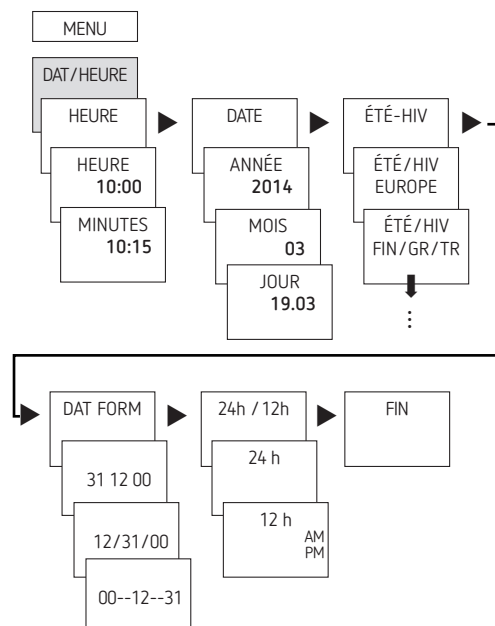 MENU
DAT/HEURE
HEURE
HEURE
10:00
MINUTES
10:15
DATE
ANNÉE
2014
MOIS
03
JOUR
19.03
ÉTÉ-HIV
ÉTÉ/HIV
EUROPE
ÉTÉ/HIV
FIN/GR/TR
DAT FORM
31 12 00
12/31/00
00--12--31
24h / 12h
24 h
12 h
AM
PM
FIN